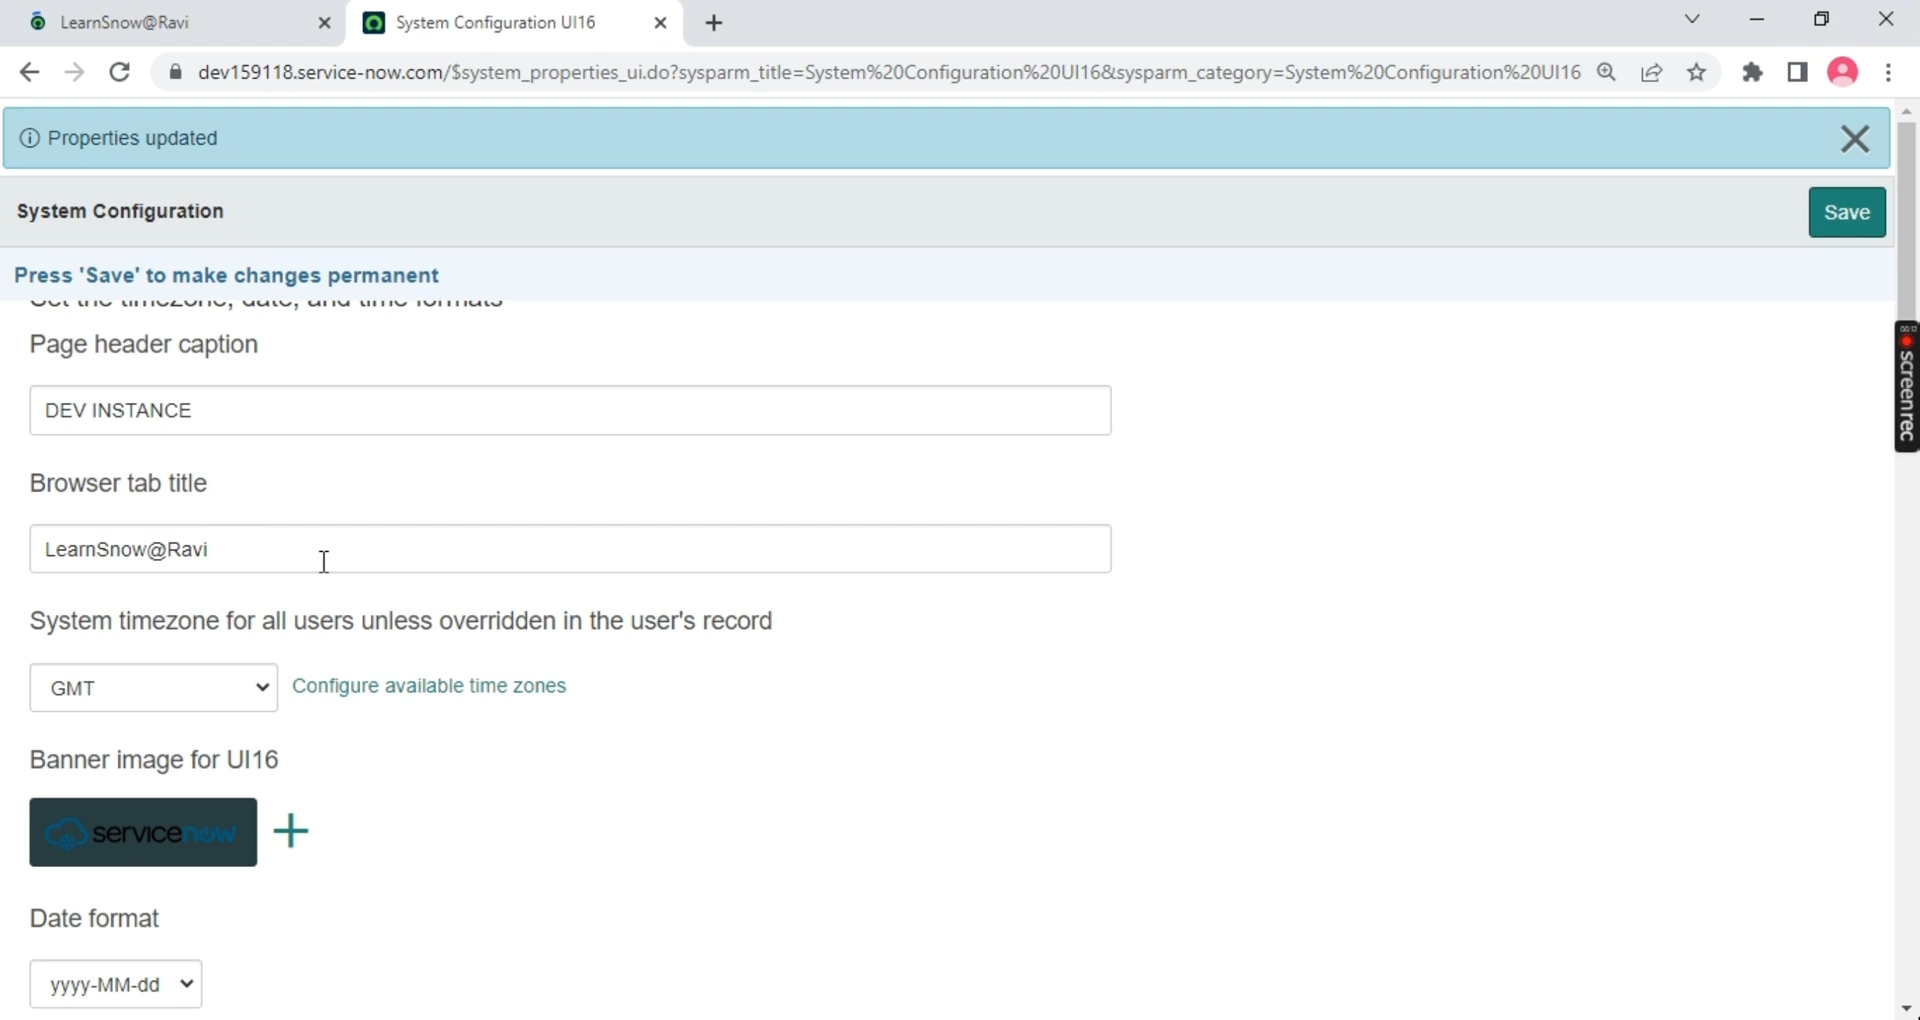 LearnSnow@Ravi
System Configuration UI16
dev159118.service-now.com/$system_properties_ui.do?sysparm_title=System%20Configuration%20UI16&sysparm_category=System%20Configuration%20UI16
Properties updated
System Configuration
Save
Press 'Save' to make changes permanent
Set the timezone, date, and time formats
Page header caption
DEV INSTANCE
Browser tab title
LearnSnow@Ravi
System timezone for all users unless overridden in the user's record
GMT
Configure available time zones
Banner image for UI16
servicenow
Date format
yyyy-MM-dd
screenrec